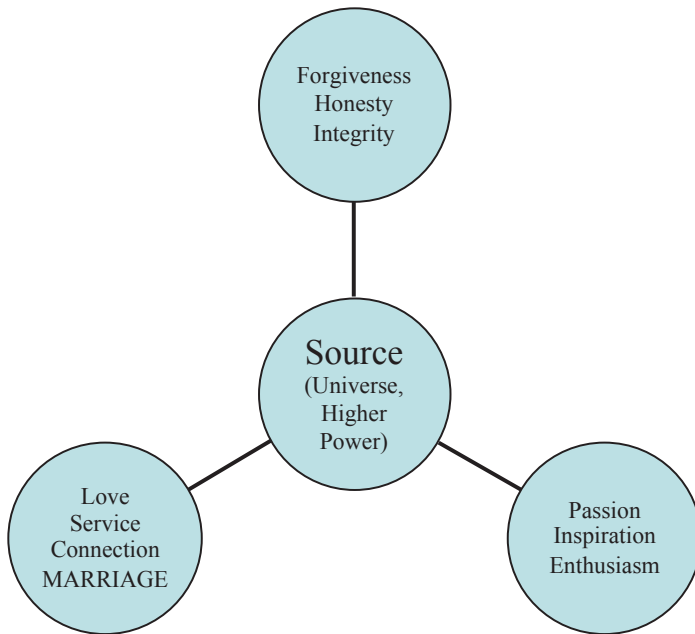 Forgiveness
Honesty
Integrity
Source
(Universe,
Higher
Power)
Love
Service
Connection
MARRIAGE
Passion
Inspiration
Enthusiasm